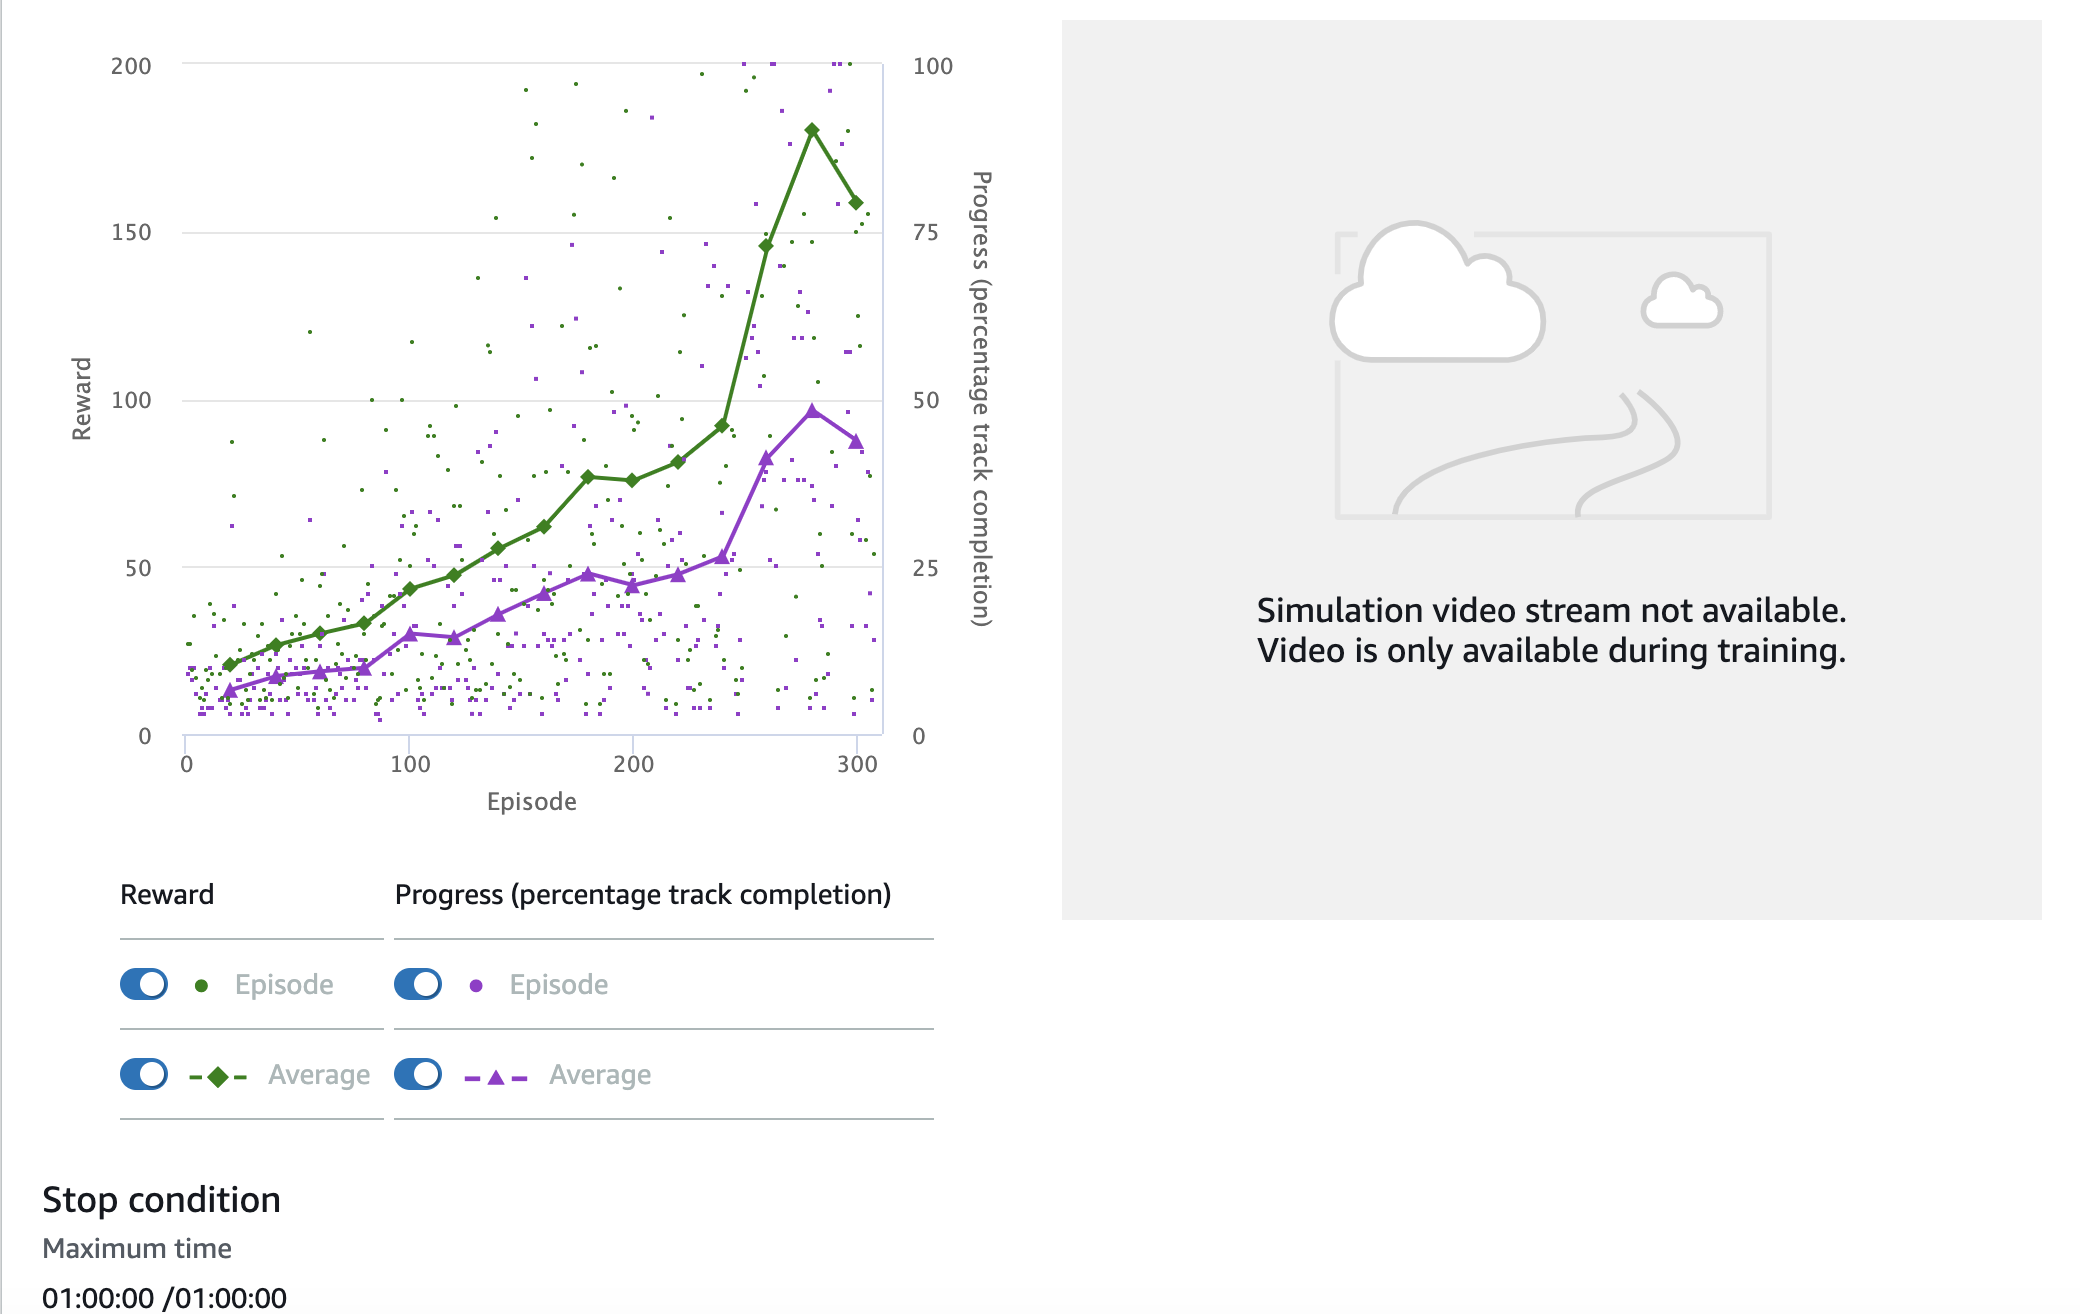 200
150
100
50
0
Reward
100
75
50
25
0
Progress (percentage track completion)
0
100
200
300
Episode
Simulation video stream not available.
Video is only available during training.
Reward
Progress (percentage track completion)
Episode
Episode
Average
Average
Stop condition
Maximum time
01:00:00 /01:00:00